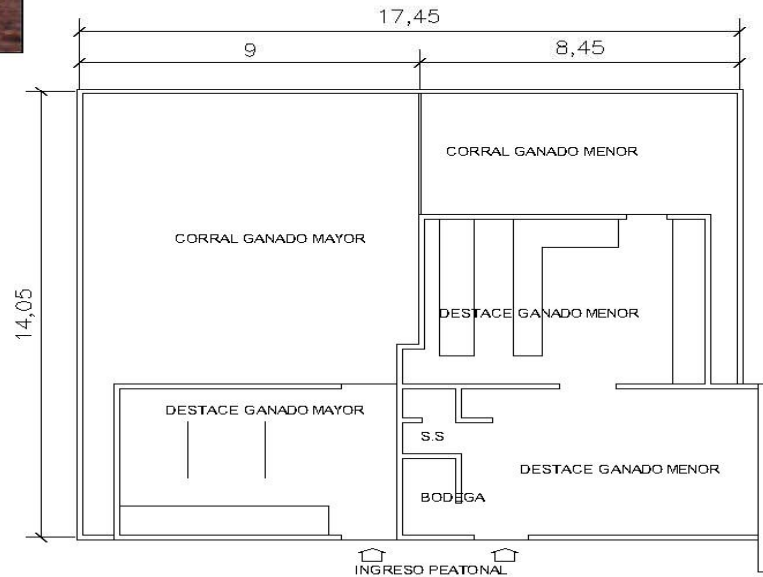 17,45
9
8,45
CORRAL GANADO MENOR
CORRAL GANADO MAYOR
14,05
DESTACE GANADO MENOR
DESTACE GANADO MAYOR
S.S
DESTACE GANADO MENOR
BODEGA
INGRESO PEATONAL